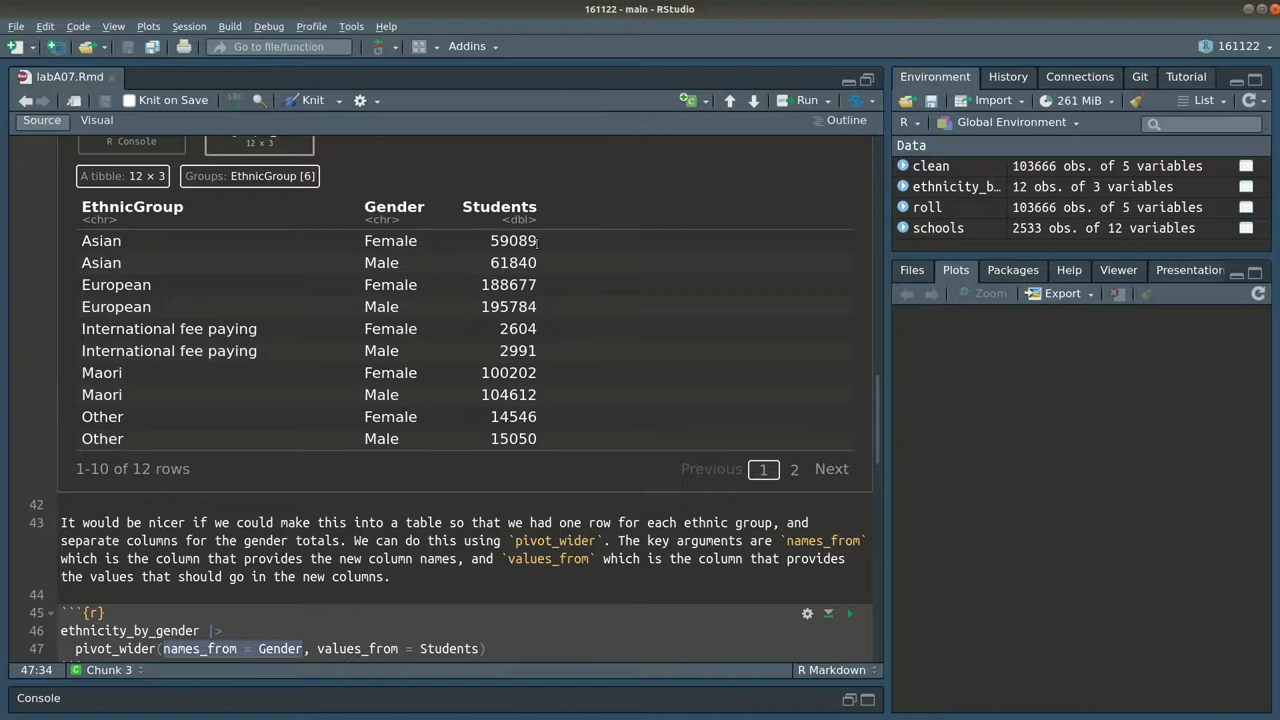 161122 - main - RStudio
File Edit Code View Plots Session Build Debug Profile Tools Help
Go to file/function Addins 161122
labA07.Rmd
Knit on Save ABC Knit Run
Source Visual Outline
R Console 12 x 3
A tibble: 12 × 3 Groups: EthnicGroup [6]
EthnicGroup Gender Students
<chr> <chr> <dbl>
Asian Female 59089
Asian Male 61840
European Female 188677
European Male 195784
International fee paying Female 2604
International fee paying Male 2991
Maori Female 100202
Maori Male 104612
Other Female 14546
Other Male 15050
1-10 of 12 rows Previous 1 2 Next
42
43 It would be nicer if we could make this into a table so that we had one row for each ethnic group, and
separate columns for the gender totals. We can do this using `pivot_wider`. The key arguments are `names_from`
which is the column that provides the new column names, and `values_from` which is the column that provides
the values that should go in the new columns.
44
45 ```{r}
46 ethnicity_by_gender |>
47 pivot_wider(names_from = Gender, values_from = Students)
47:34 Chunk 3 R Markdown
Console
Environment History Connections Git Tutorial
Import 261 MiB List
R Global Environment
Data
clean 103666 obs. of 5 variables
ethnicity_b… 12 obs. of 3 variables
roll 103666 obs. of 5 variables
schools 2533 obs. of 12 variables
Files Plots Packages Help Viewer Presentation
Zoom Export